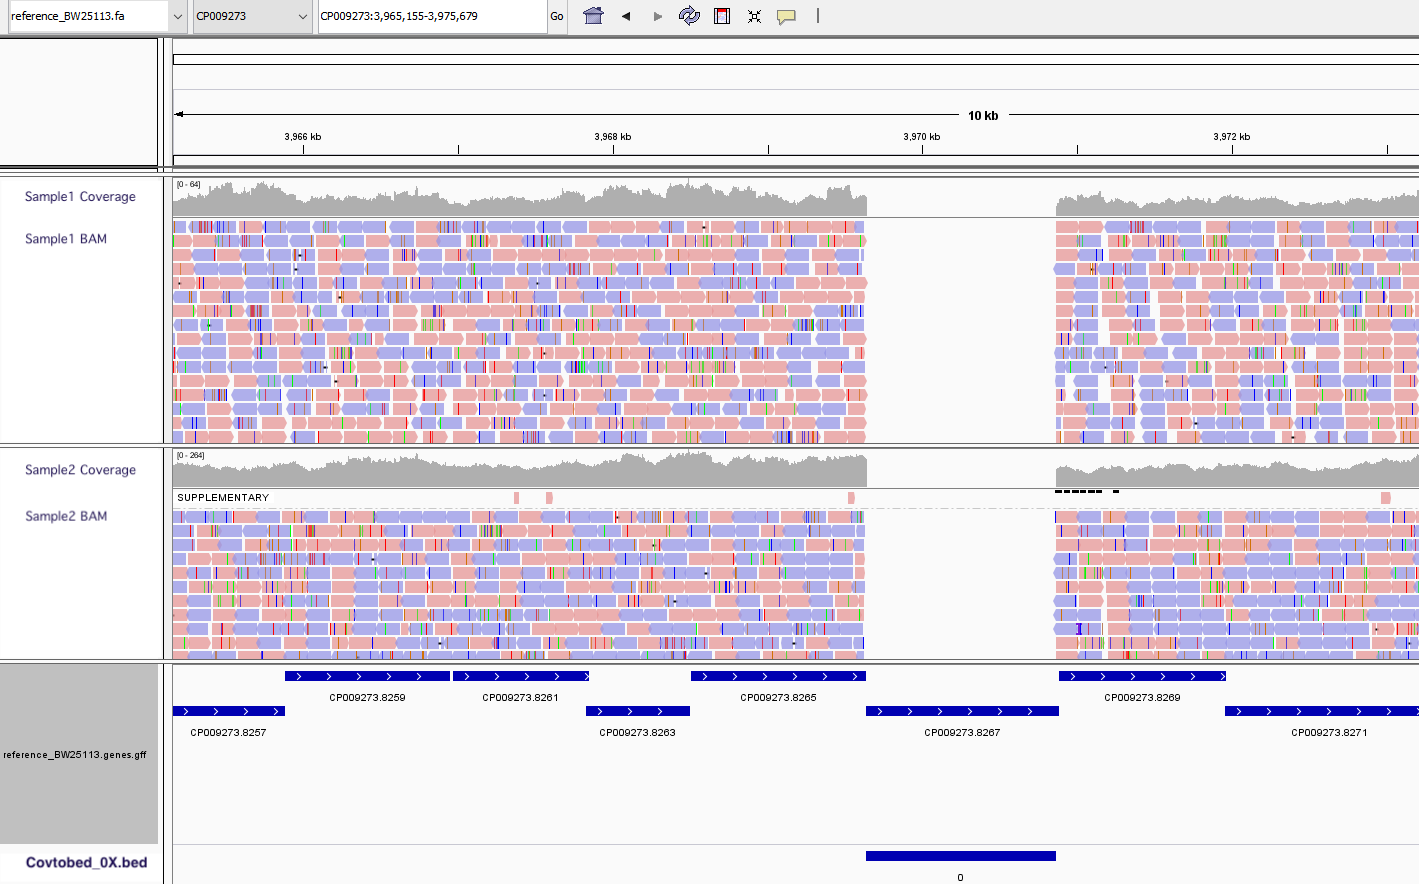 reference_BW25113.fa CP009273 CP009273:3,965,155-3,975,679 Go
10 kb
3,966 kb 3,968 kb 3,970 kb 3,972 kb
Sample1 Coverage [0 - 64]
Sample1 BAM
Sample2 Coverage [0 - 264]
SUPPLEMENTARY
Sample2 BAM
CP009273.8259 CP009273.8261 CP009273.8265 CP009273.8269
CP009273.8257 CP009273.8263 CP009273.8267 CP009273.8271
reference_BW25113.genes.gff
Covtobed_0X.bed
0